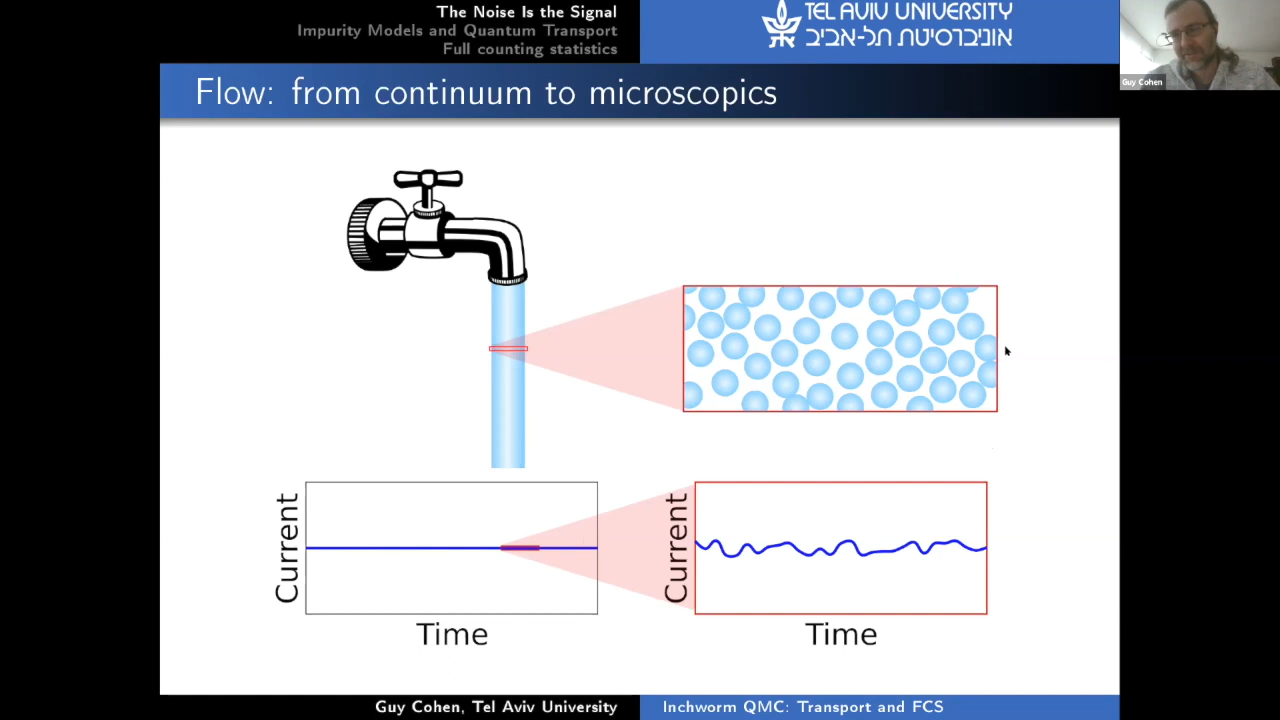 The Noise Is the Signal
Impurity Models and Quantum Transport
Full counting statistics
TEL AVIV UNIVERSITY
אוניברסיטת תל-אביב
Guy Cohen
Flow: from continuum to microscopics
Current
Time
Current
Time
Guy Cohen, Tel Aviv University
Inchworm QMC: Transport and FCS